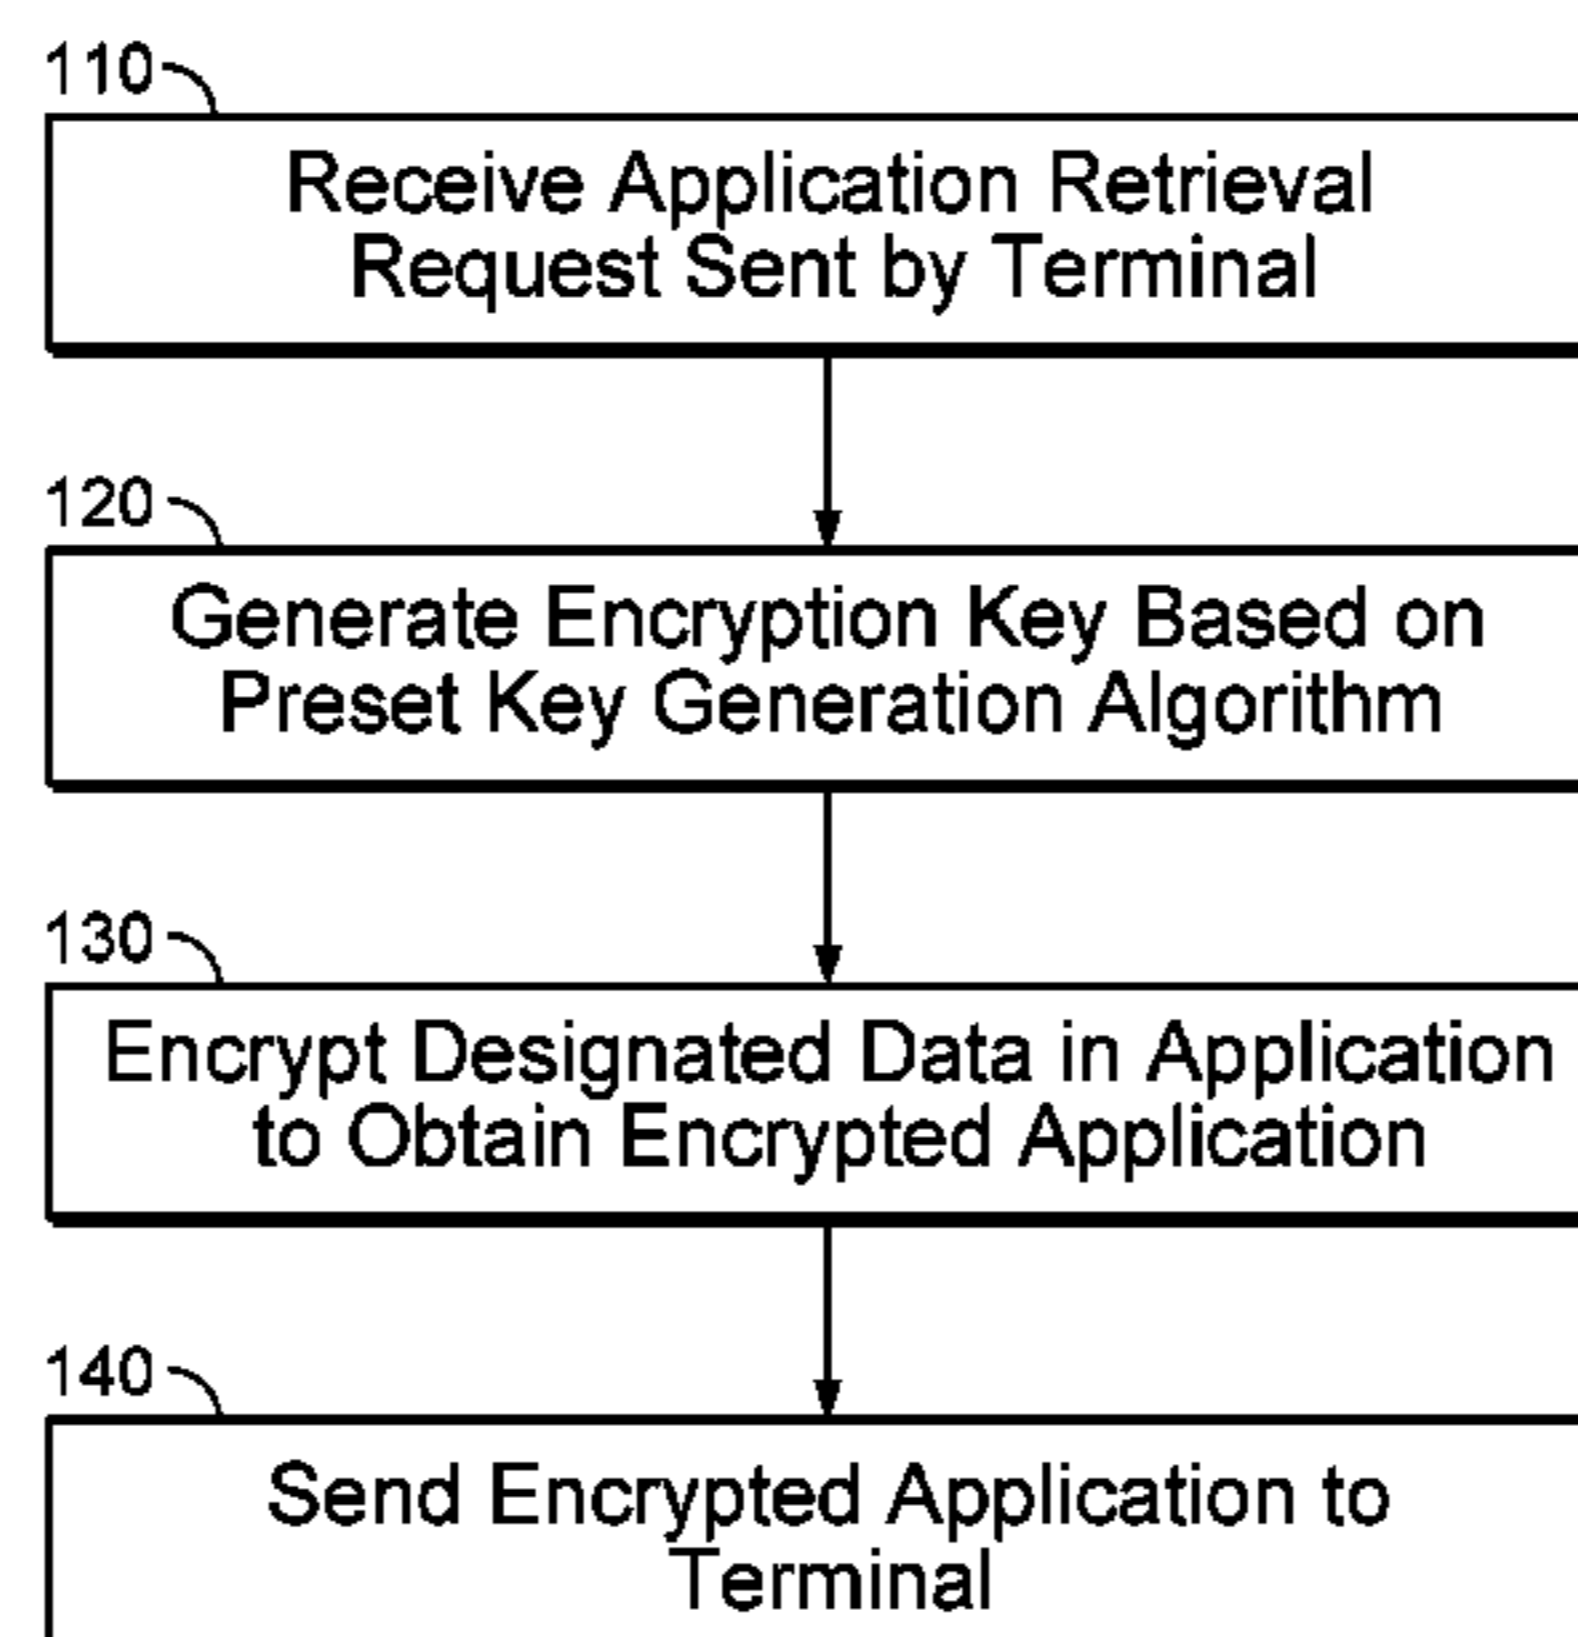 110
Receive Application Retrieval
Request Sent by Terminal
120
Generate Encryption Key Based on
Preset Key Generation Algorithm
130
Encrypt Designated Data in Application
to Obtain Encrypted Application
140
Send Encrypted Application to
Terminal